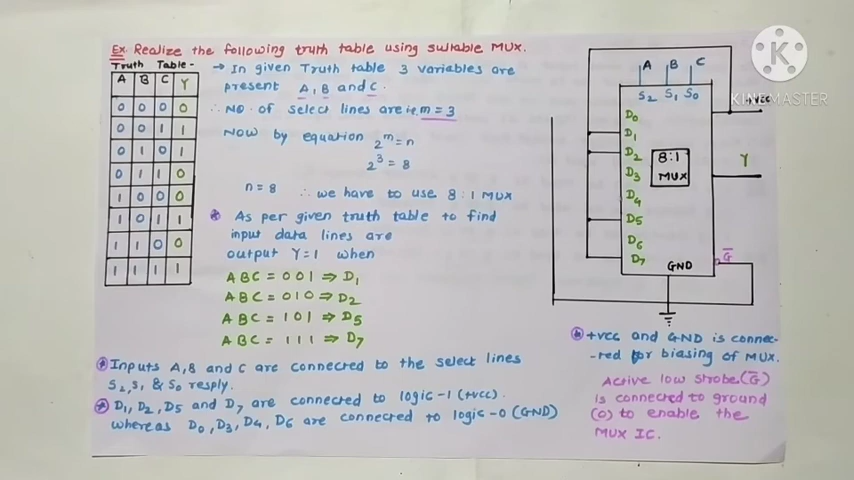 Ex. Realize the following truth table using suitable MUX.
Truth Table-
A B C Y
0 0 0 0
0 0 1 1
0 1 0 1
0 1 1 0
1 0 0 0
1 0 1 1
1 1 0 0
1 1 1 1
→ In given Truth table 3 variables are
present A, B and C.
∴ NO of select lines are i.e. m = 3
Now by equation 2^m = n
2^3 = 8
n = 8 ∴ we have to use 8:1 MUX
* As per given truth table to find
input data lines are
output Y=1 when
ABC = 001 ⇒ D1
ABC = 010 ⇒ D2
ABC = 101 ⇒ D5
ABC = 111 ⇒ D7
* Inputs A, B and C are connected to the select lines
S2, S1 & S0 resply.
* D1, D2, D5 and D7 are connected to logic-1 (+Vcc).
whereas D0, D3, D4, D6 are connected to logic-0 (GND)
A B C
S2 S1 S0
D0
D1
D2
D3
D4
D5
D6
D7
8:1
MUX
GND
+Vcc
Y
G̅
* +Vcc and GND is connec-
-red for biasing of MUX.
Active low strobe (G̅)
is connected to ground
(0) to enable the
MUX IC.
K
KINEMASTER